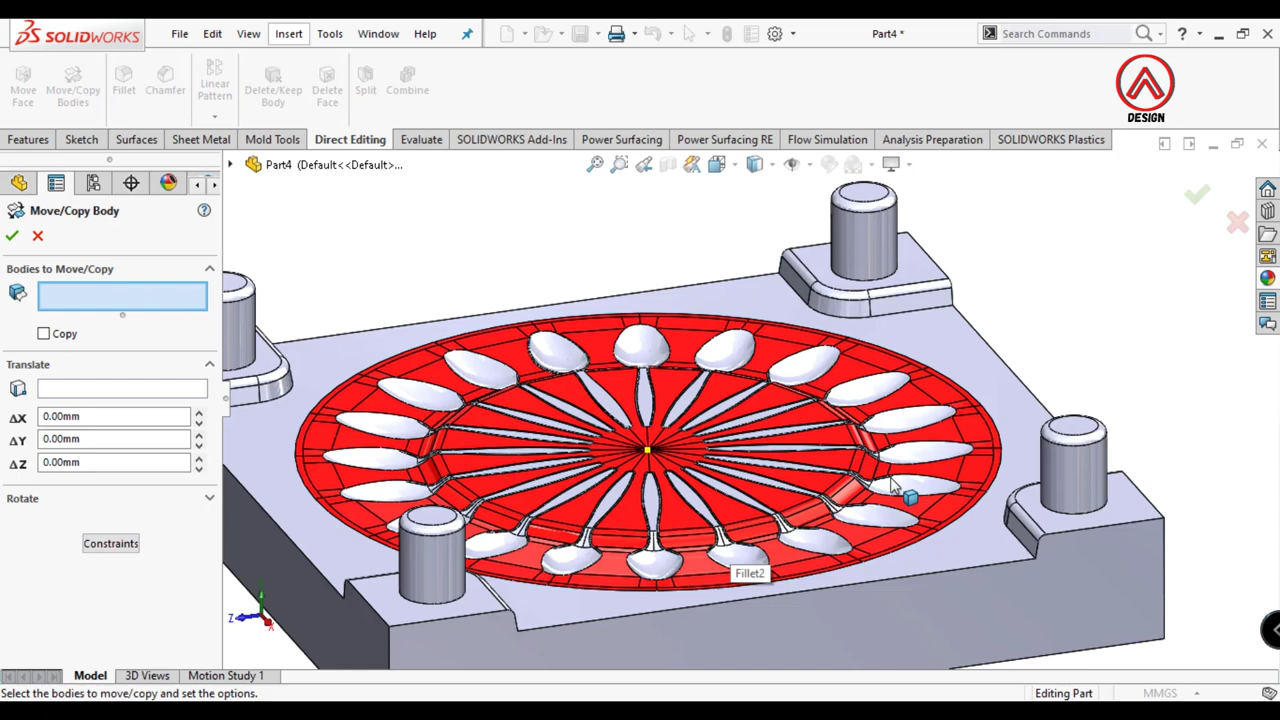 SOLIDWORKS File Edit View Insert Tools Window Help Part4 * Search Commands ?
Move Face Move/Copy Bodies Fillet Chamfer Linear Pattern Delete/Keep Body Delete Face Split Combine
DESIGN
Features Sketch Surfaces Sheet Metal Mold Tools Direct Editing Evaluate SOLIDWORKS Add-Ins Power Surfacing Power Surfacing RE Flow Simulation Analysis Preparation SOLIDWORKS Plastics
Part4 (Default<<Default>...
Move/Copy Body ?
Bodies to Move/Copy
Copy
Translate
ΔX 0.00mm
ΔY 0.00mm
ΔZ 0.00mm
Rotate
Constraints
Fillet2
Z
X
Model 3D Views Motion Study 1
Select the bodies to move/copy and set the options. Editing Part MMGS